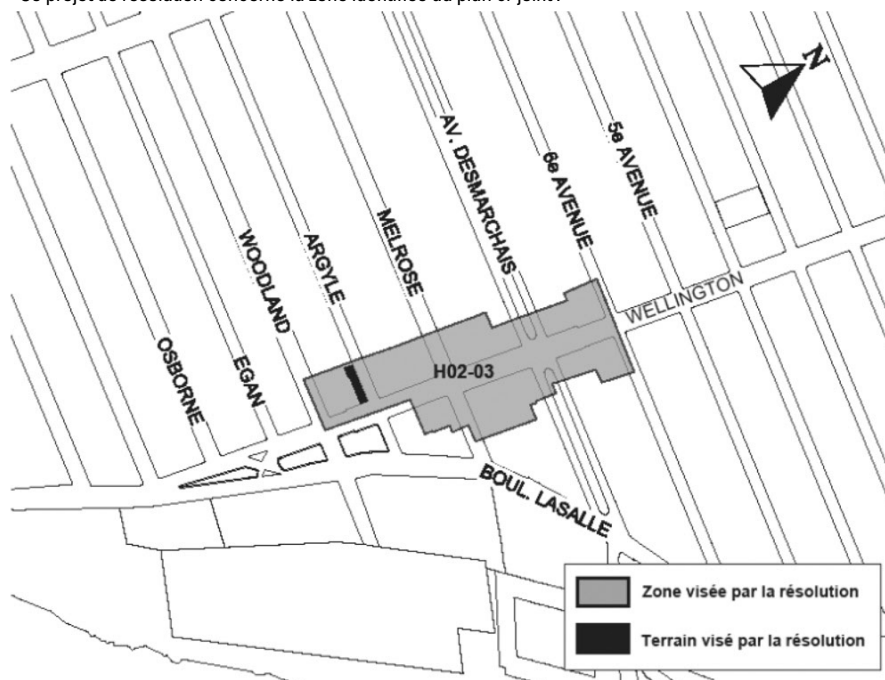 Ce projet de résolution concerne la zone identifiée au plan ci-joint :
N
5e AVENUE
6e AVENUE
AV. DESMARCHAIS
MELROSE
ARGYLE
WOODLAND
EGAN
OSBORNE
WELLINGTON
H02-03
BOUL. LASALLE
Zone visée par la résolution
Terrain visé par la résolution